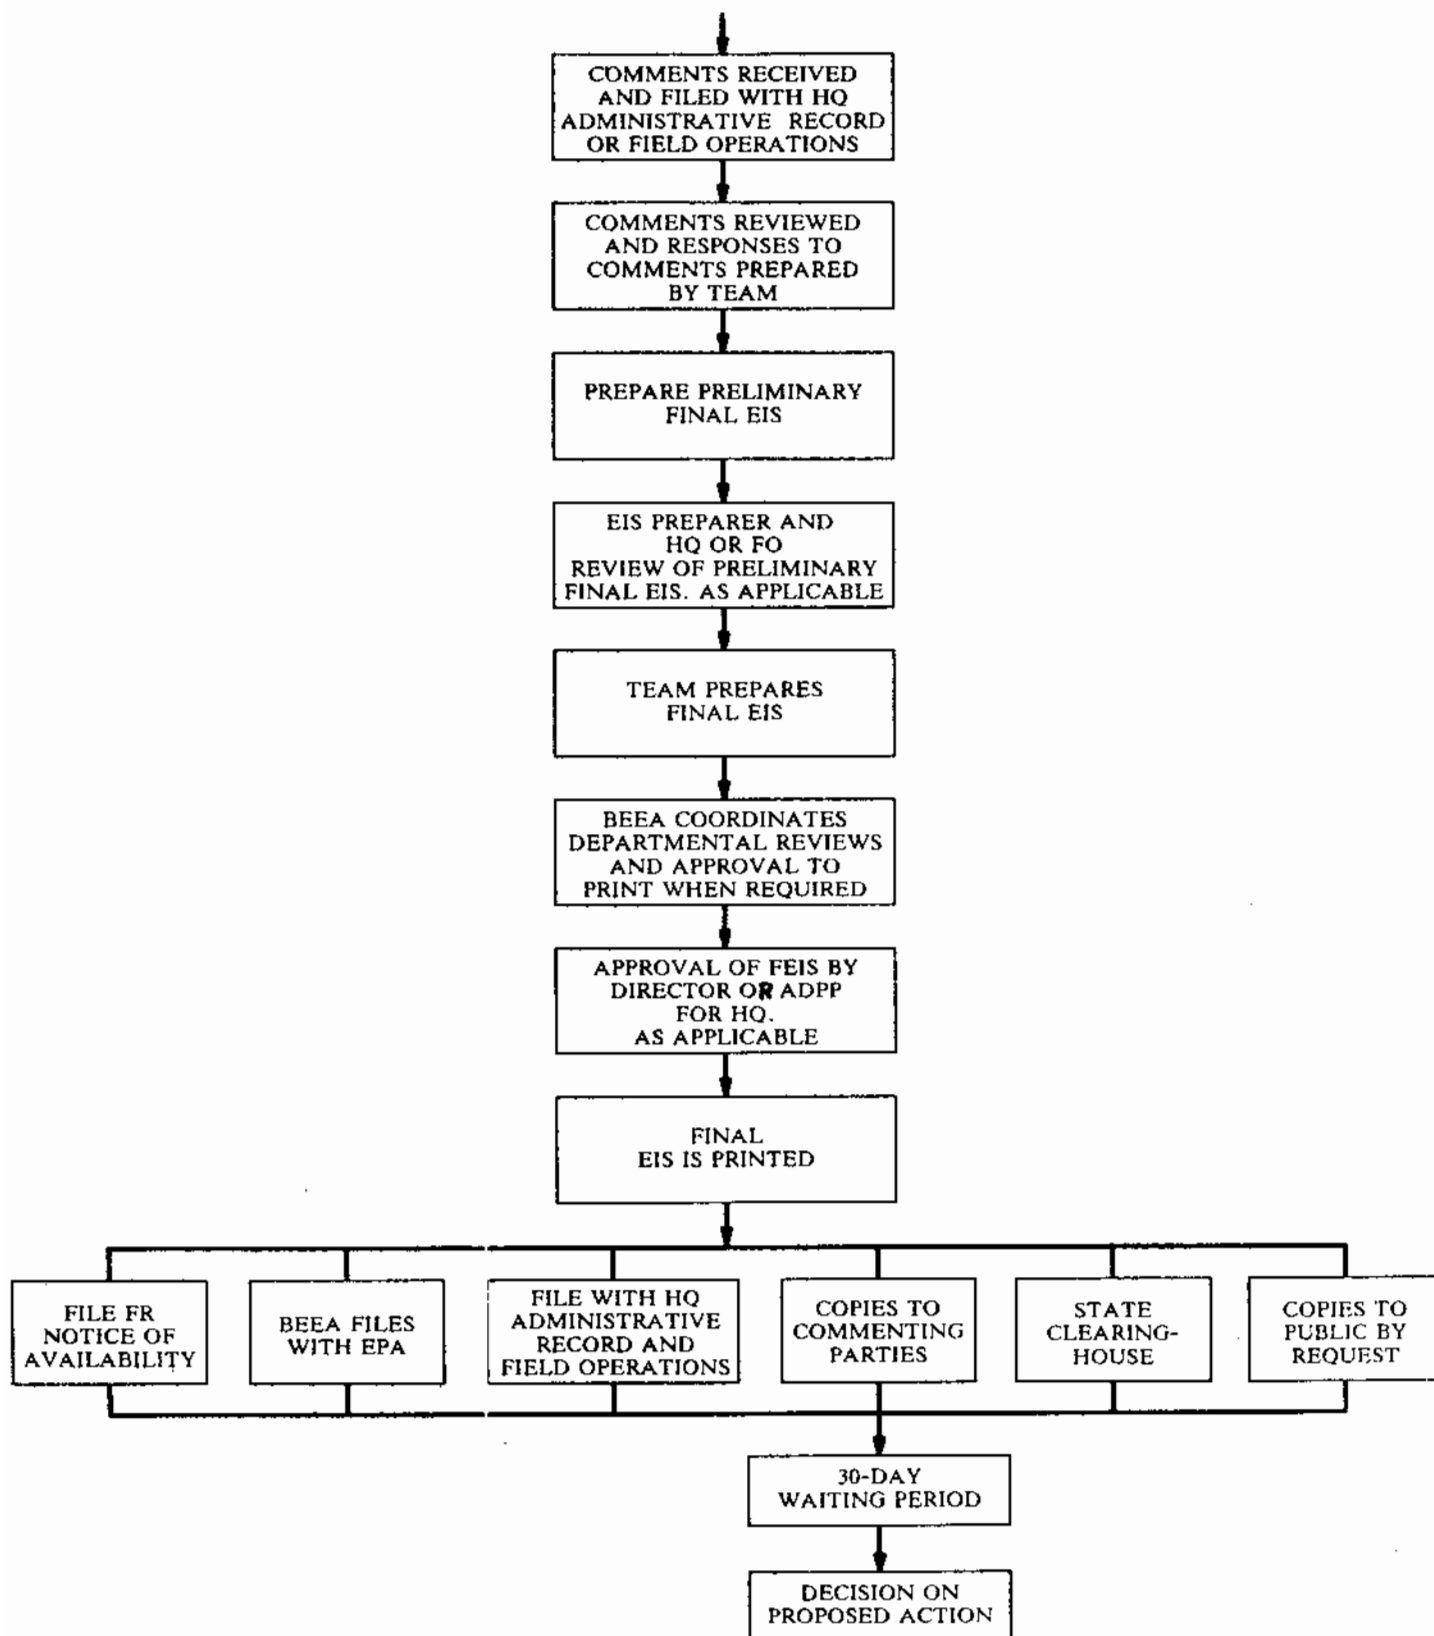 COMMENTS RECEIVED
AND FILED WITH HQ
ADMINISTRATIVE RECORD
OR FIELD OPERATIONS
COMMENTS REVIEWED
AND RESPONSES TO
COMMENTS PREPARED
BY TEAM
PREPARE PRELIMINARY
FINAL EIS
EIS PREPARER AND
HQ OR FO
REVIEW OF PRELIMINARY
FINAL EIS. AS APPLICABLE
TEAM PREPARES
FINAL EIS
BEEA COORDINATES
DEPARTMENTAL REVIEWS
AND APPROVAL TO
PRINT WHEN REQUIRED
APPROVAL OF FEIS BY
DIRECTOR OR ADPP
FOR HQ.
AS APPLICABLE
FINAL
EIS IS PRINTED
FILE FR
NOTICE OF
AVAILABILITY
BEEA FILES
WITH EPA
FILE WITH HQ
ADMINISTRATIVE
RECORD AND
FIELD OPERATIONS
COPIES TO
COMMENTING
PARTIES
STATE
CLEARING-
HOUSE
COPIES TO
PUBLIC BY
REQUEST
30-DAY
WAITING PERIOD
DECISION ON
PROPOSED ACTION